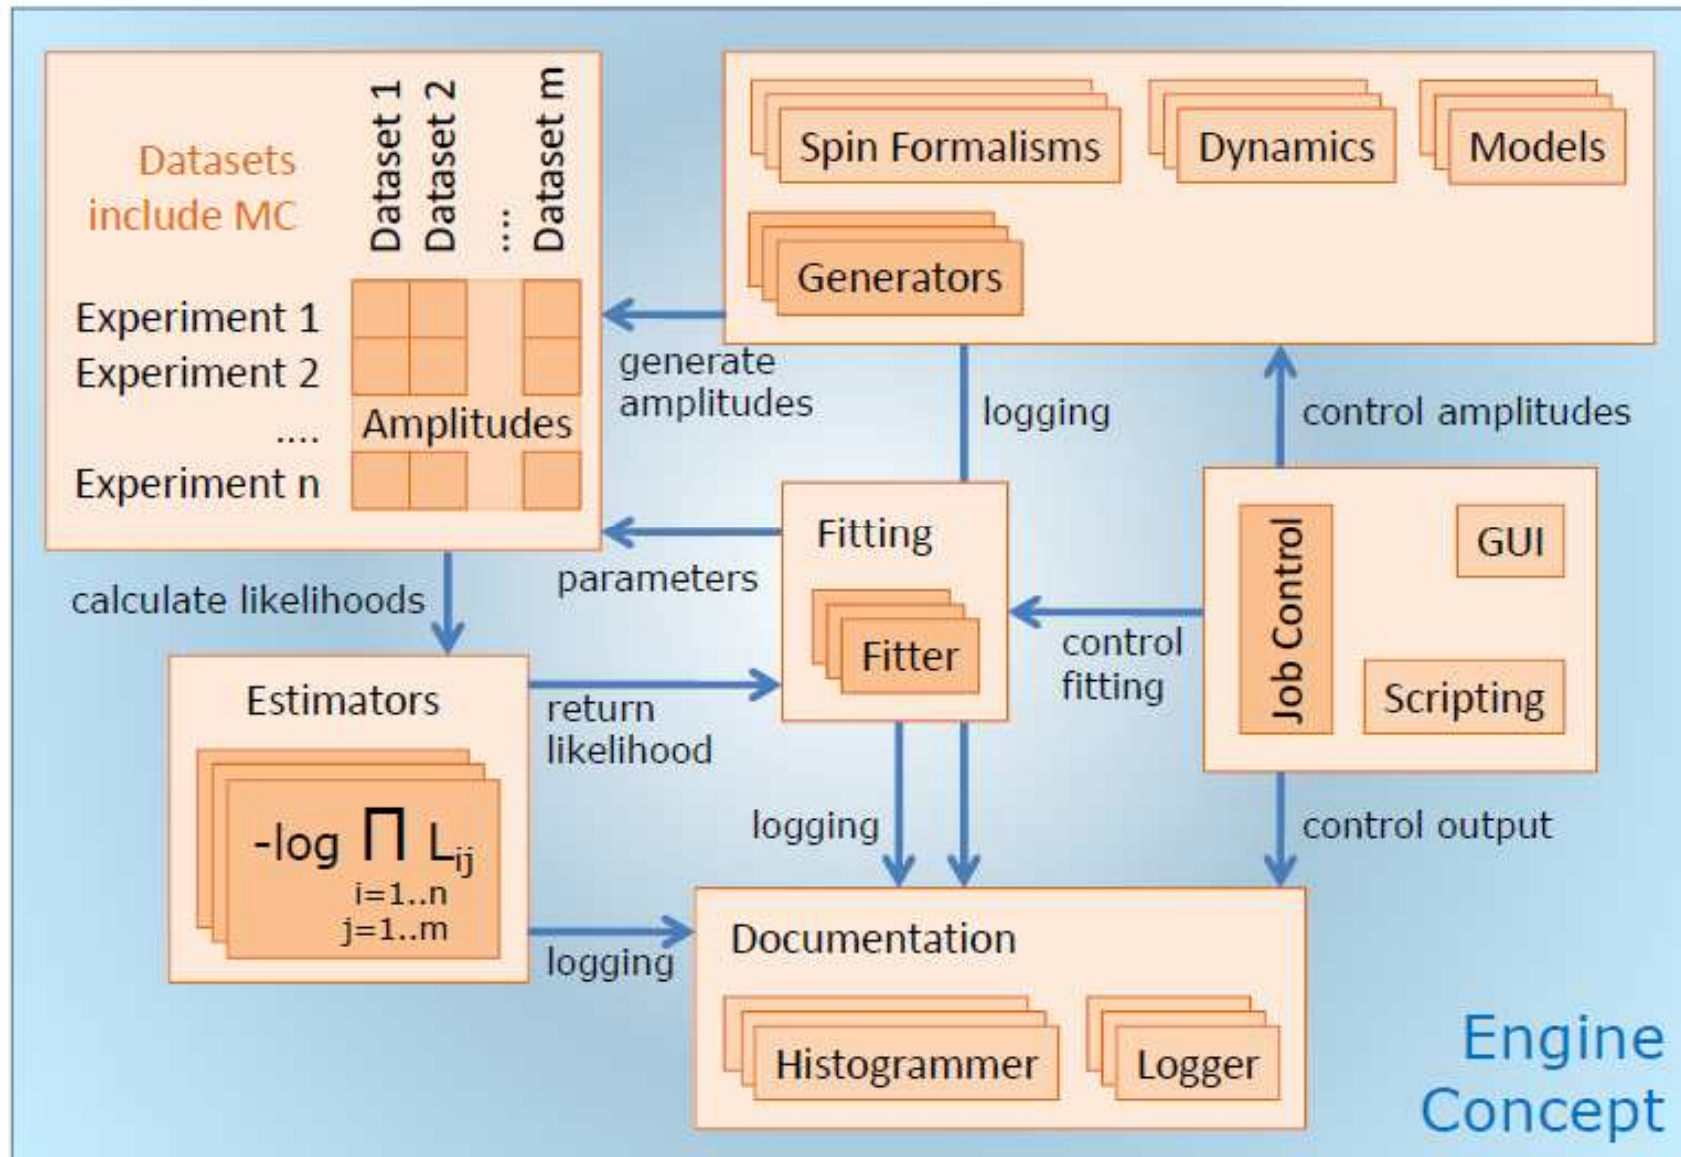 Datasets
include MC
Dataset 1
Dataset 2
....
Dataset m
Experiment 1
Experiment 2
....
Experiment n
Amplitudes
Spin Formalisms
Dynamics
Models
Generators
generate
amplitudes
logging
control amplitudes
Fitting
Fitter
parameters
calculate likelihoods
control
fitting
Job Control
GUI
Scripting
Estimators
-log ∏ Lij
i=1..n
j=1..m
return
likelihood
logging
control output
logging
Documentation
Histogrammer
Logger
Engine
Concept